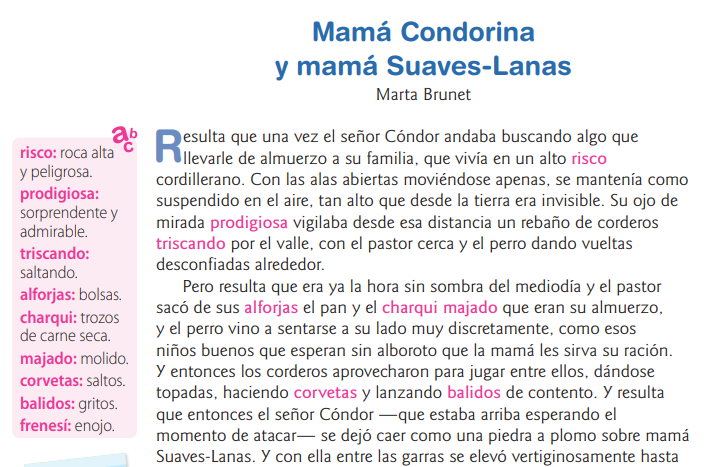 Mamá Condorina
y mamá Suaves-Lanas
Marta Brunet
abc
risco: roca alta
y peligrosa.
prodigiosa:
sorprendente y
admirable.
triscando:
saltando.
alforjas: bolsas.
charqui: trozos
de carne seca.
majado: molido.
corvetas: saltos.
balidos: gritos.
frenesí: enojo.
Resulta que una vez el señor Cóndor andaba buscando algo que
llevarle de almuerzo a su familia, que vivía en un alto risco
cordillerano. Con las alas abiertas moviéndose apenas, se mantenía como
suspendido en el aire, tan alto que desde la tierra era invisible. Su ojo de
mirada prodigiosa vigilaba desde esa distancia un rebaño de corderos
triscando por el valle, con el pastor cerca y el perro dando vueltas
desconfiadas alrededor.
Pero resulta que era ya la hora sin sombra del mediodía y el pastor
sacó de sus alforjas el pan y el charqui majado que eran su almuerzo,
y el perro vino a sentarse a su lado muy discretamente, como esos
niños buenos que esperan sin alboroto que la mamá les sirva su ración.
Y entonces los corderos aprovecharon para jugar entre ellos, dándose
topadas, haciendo corvetas y lanzando balidos de contento. Y resulta
que entonces el señor Cóndor —que estaba arriba esperando el
momento de atacar— se dejó caer como una piedra a plomo sobre mamá
Suaves-Lanas. Y con ella entre las garras se elevó vertiginosamente hasta